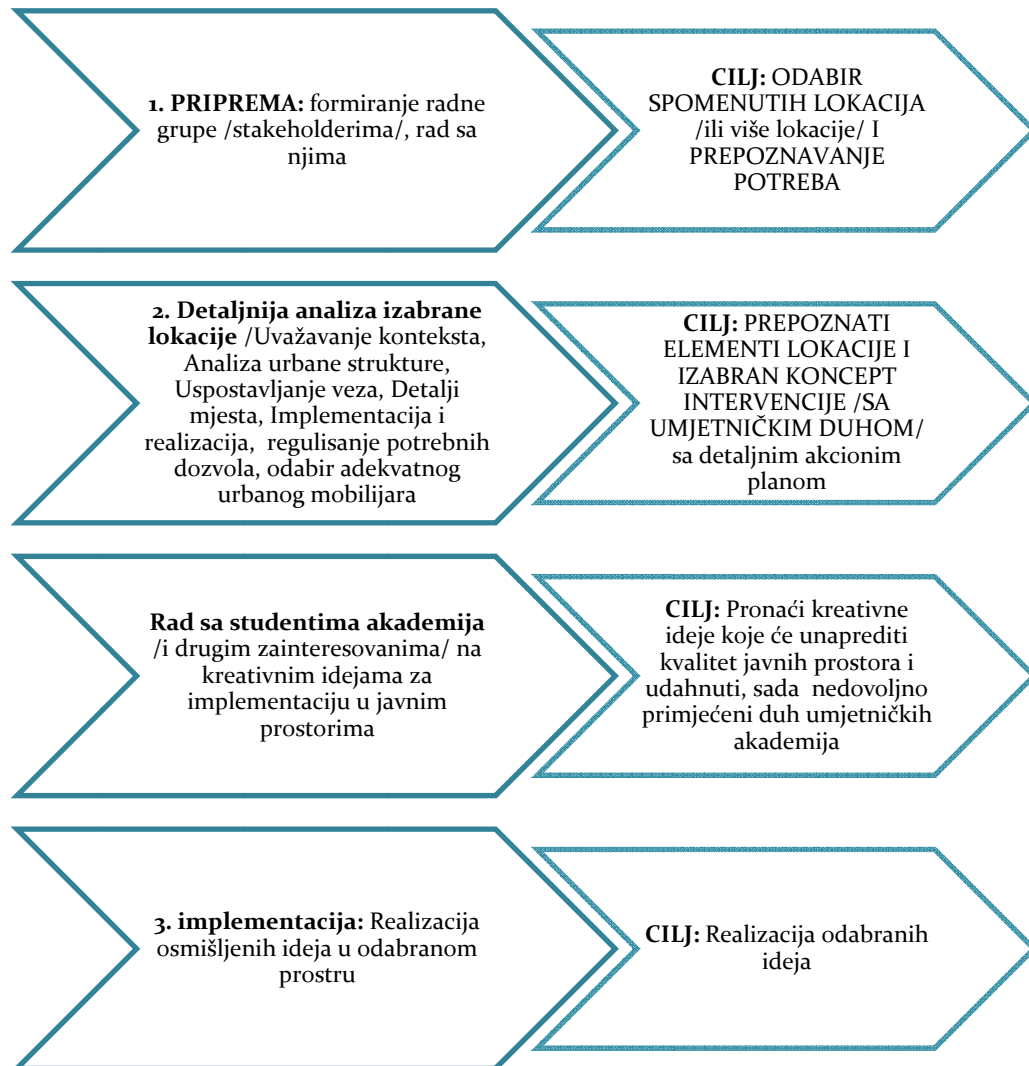 1. PRIPREMA: formiranje radne
grupe /stakeholderima/, rad sa
njima
CILJ: ODABIR
SPOMENUTIH LOKACIJA
/ili više lokacije/ I
PREPOZNAVANJE
POTREBA
2. Detaljnija analiza izabrane
lokacije /Uvažavanje konteksta,
Analiza urbane strukture,
Uspostavljanje veza, Detalji
mjesta, Implementacija i
realizacija, regulisanje potrebnih
dozvola, odabir adekvatnog
urbanog mobilijara
CILJ: PREPOZNATI
ELEMENTI LOKACIJE I
IZABRAN KONCEPT
INTERVENCIJE /SA
UMJETNIČKIM DUHOM/
sa detaljnim akcionim
planom
Rad sa studentima akademija
/i drugim zainteresovanima/ na
kreativnim idejama za
implementaciju u javnim
prostorima
CILJ: Pronaći kreativne
ideje koje će unaprediti
kvalitet javnih prostora i
udahnuti, sada nedovoljno
primjećeni duh umjetničkih
akademija
3. implementacija: Realizacija
osmišljenih ideja u odabranom
prostru
CILJ: Realizacija odabranih
ideja